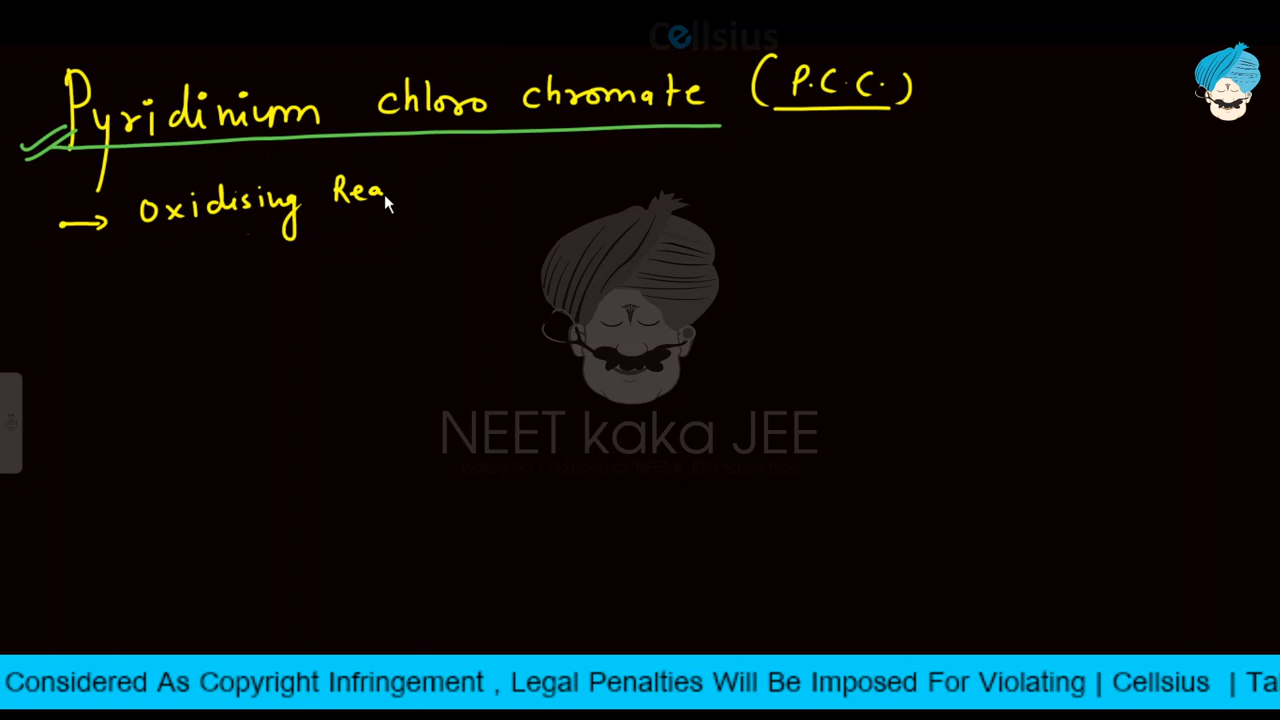 Cellsius
Pyridinium chloro chromate (P.C.C.)
→ Oxidising Rea
NEET kaka JEE
Considered As Copyright Infringement , Legal Penalties Will Be Imposed For Violating | Cellsius | Ta